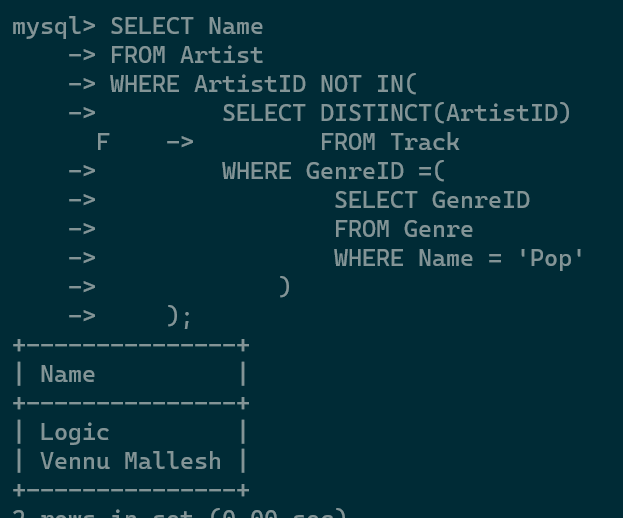 mysql> SELECT Name
    -> FROM Artist
    -> WHERE ArtistID NOT IN(
    ->         SELECT DISTINCT(ArtistID)
      F    ->         FROM Track
    ->         WHERE GenreID =(
    ->                 SELECT GenreID
    ->                 FROM Genre
    ->                 WHERE Name = 'Pop'
    ->             )
    ->     );
+---------------+
| Name          |
+---------------+
| Logic         |
| Vennu Mallesh |
+---------------+
2 rows in set (0.00 sec)